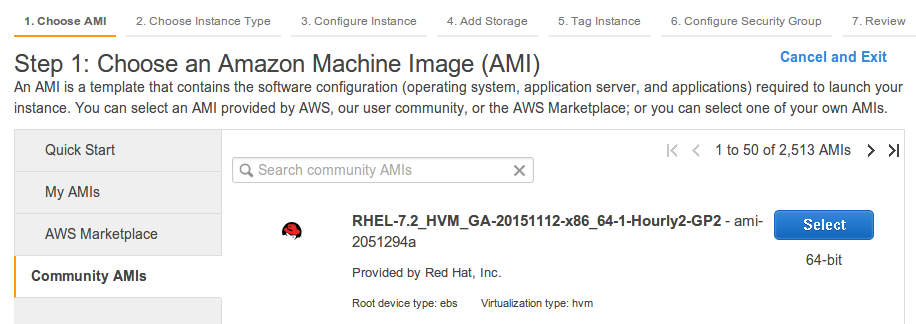 1. Choose AMI 2. Choose Instance Type 3. Configure Instance 4. Add Storage 5. Tag Instance 6. Configure Security Group 7. Review
Step 1: Choose an Amazon Machine Image (AMI)
Cancel and Exit
An AMI is a template that contains the software configuration (operating system, application server, and applications) required to launch your
instance. You can select an AMI provided by AWS, our user community, or the AWS Marketplace; or you can select one of your own AMIs.
Quick Start
My AMIs
AWS Marketplace
Community AMIs
1 to 50 of 2,513 AMIs
Search community AMIs
RHEL-7.2_HVM_GA-20151112-x86_64-1-Hourly2-GP2 - ami-
2051294a
Provided by Red Hat, Inc.
Root device type: ebs Virtualization type: hvm
Select
64-bit